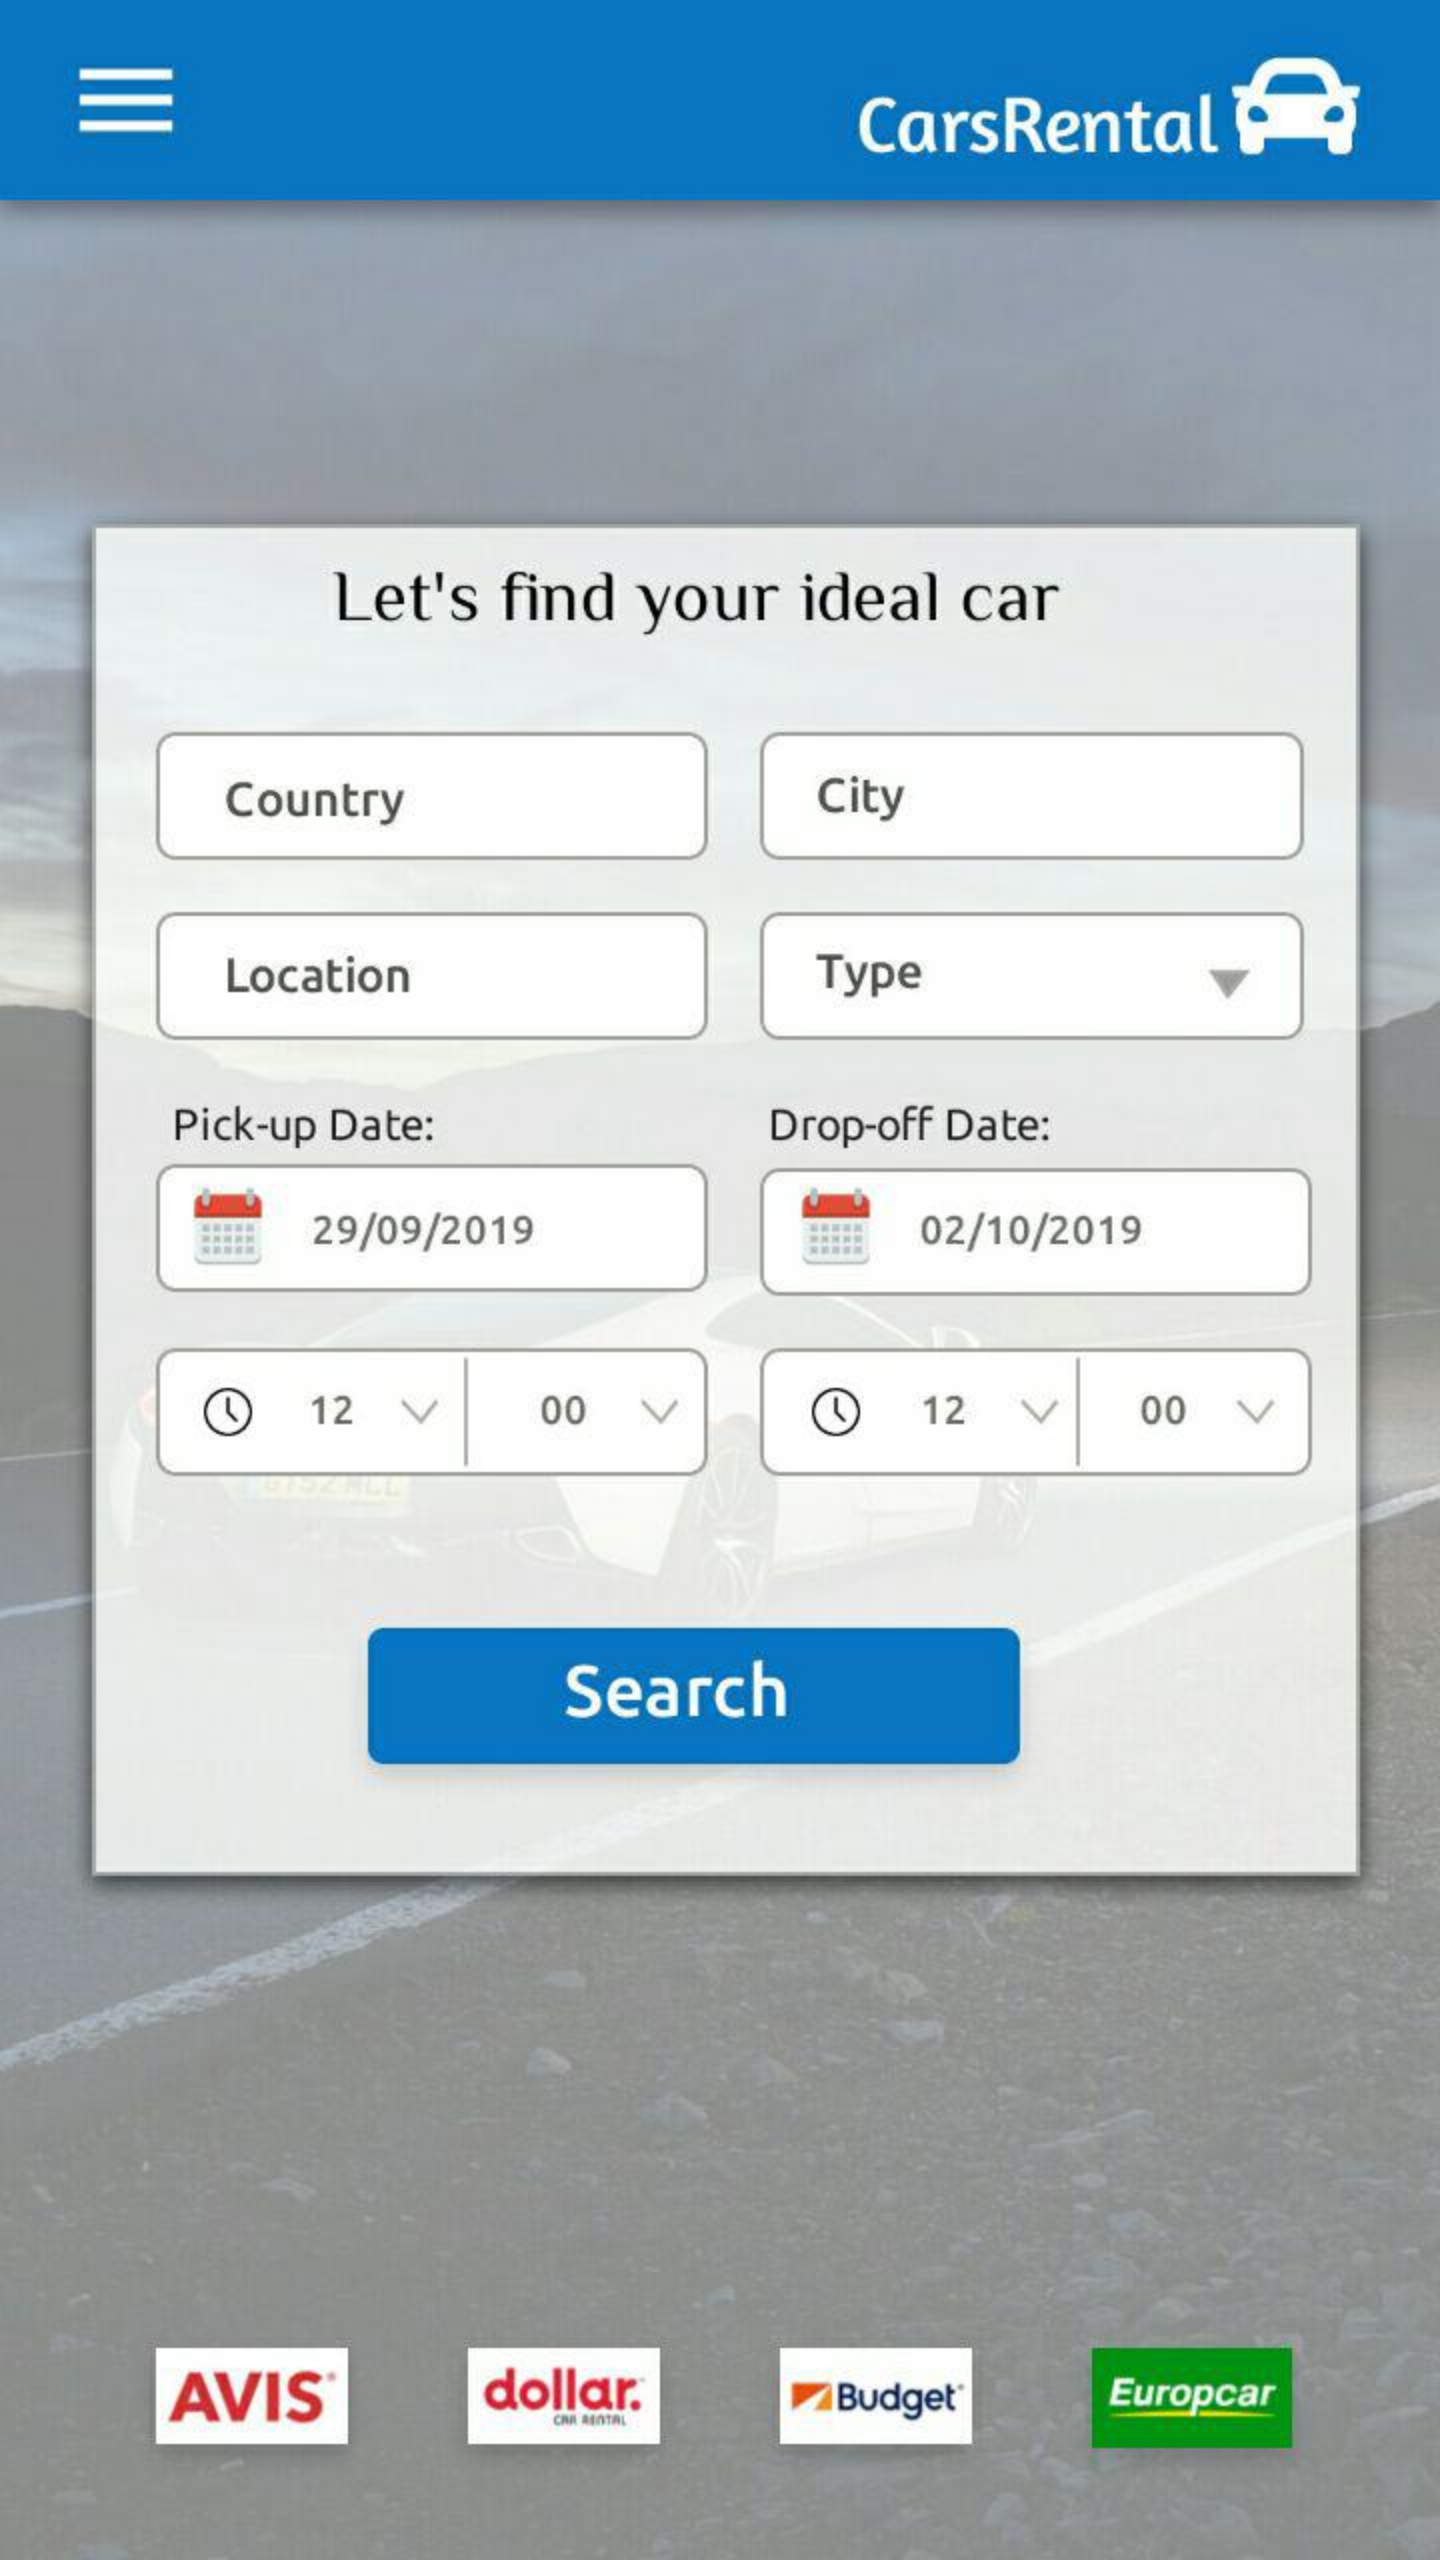 CarsRental
Let's find your ideal car
Country City
Location Type
Pick-up Date: Drop-off Date:
29/09/2019 02/10/2019
12 00 12 00
Search
AVIS
dollar.
CAR RENTAL
Budget
Europcar